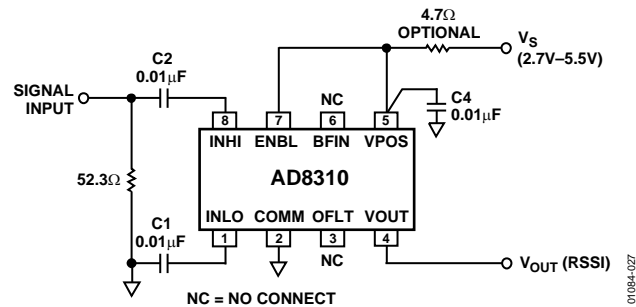 4.7Ω
OPTIONAL
V_S
(2.7V–5.5V)
C2
0.01μF
SIGNAL
INPUT
NC
C4
0.01μF
8
7
6
5
INHI
ENBL
BFIN
VPOS
52.3Ω
AD8310
C1
0.01μF
INLO
COMM
OFLT
VOUT
1
2
3
4
NC
V_OUT (RSSI)
NC = NO CONNECT
01084-027